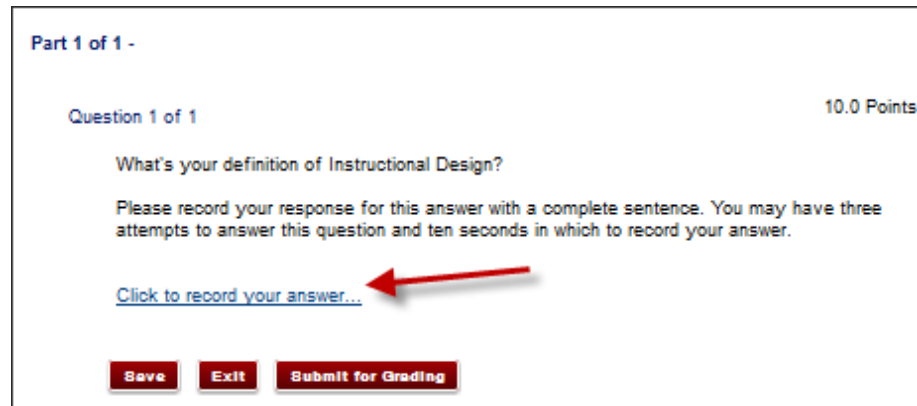 Part 1 of 1 -
Question 1 of 1
10.0 Points
What's your definition of Instructional Design?
Please record your response for this answer with a complete sentence. You may have three
attempts to answer this question and ten seconds in which to record your answer.
Click to record your answer...
Save Exit Submit for Grading